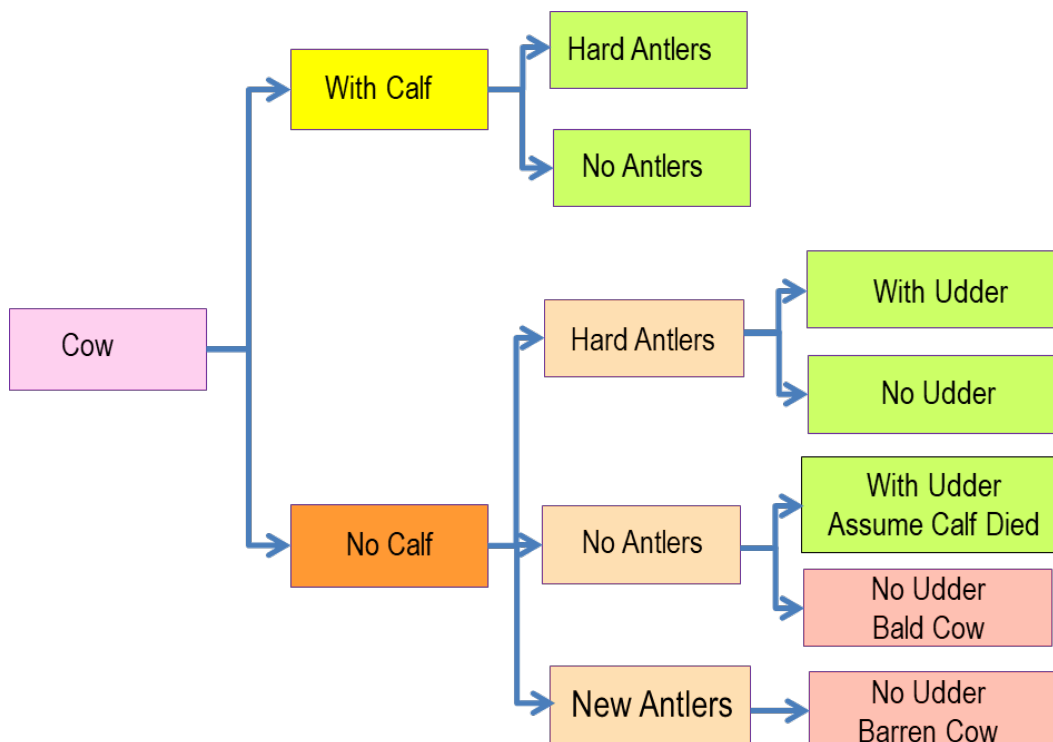 Hard Antlers
With Calf
No Antlers
With Udder
Cow
Hard Antlers
No Udder
With Udder
Assume Calf Died
No Calf
No Antlers
No Udder
Bald Cow
New Antlers
No Udder
Barren Cow